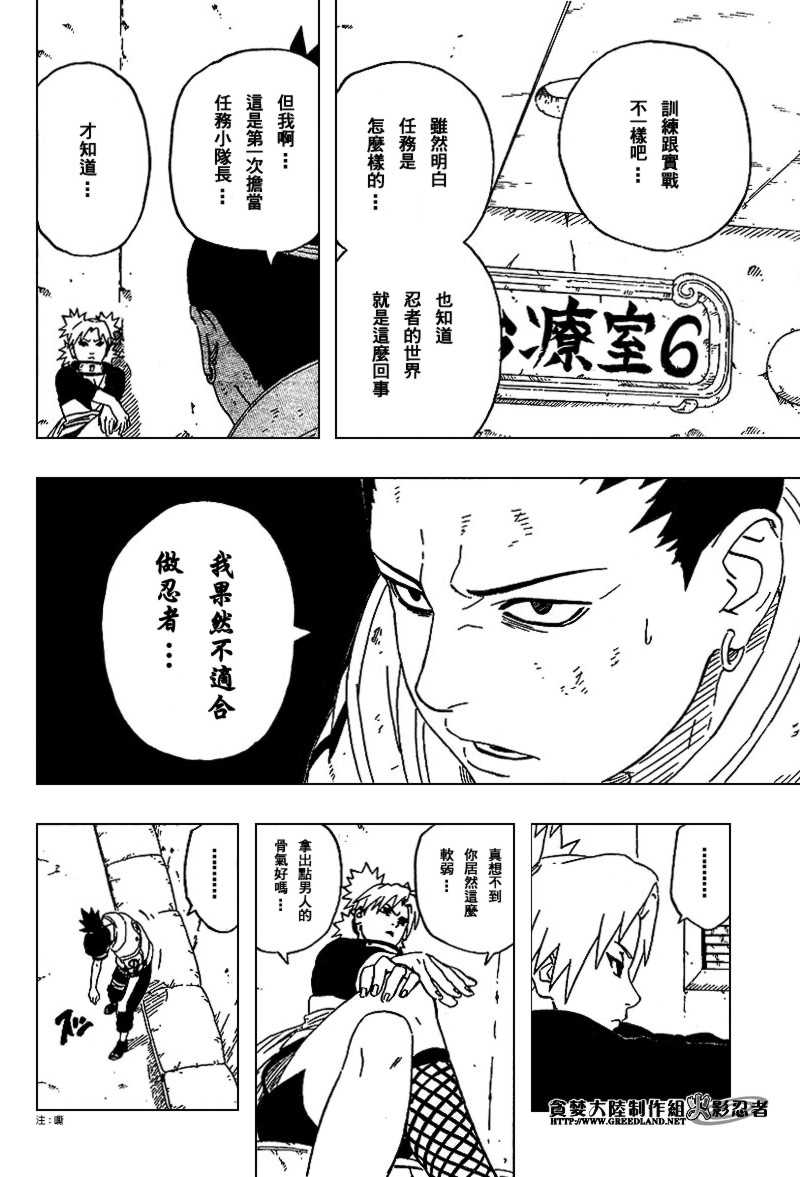 訓練跟實戰
不一樣吧…
雖然明白
任務是
怎麼樣的…
也知道
忍者的世界
就是這麼回事
療室6
但我啊…
這是第一次擔當
任務小隊長…
才知道…
我果然不適合
做忍者…
………
真想不到
你居然這麼
軟弱…
拿出點男人的
骨氣好嗎…
………
ズッ
注：嘶
貪婪大陸制作組 火影忍者
HTTP://WWW.GREEDLAND.NET